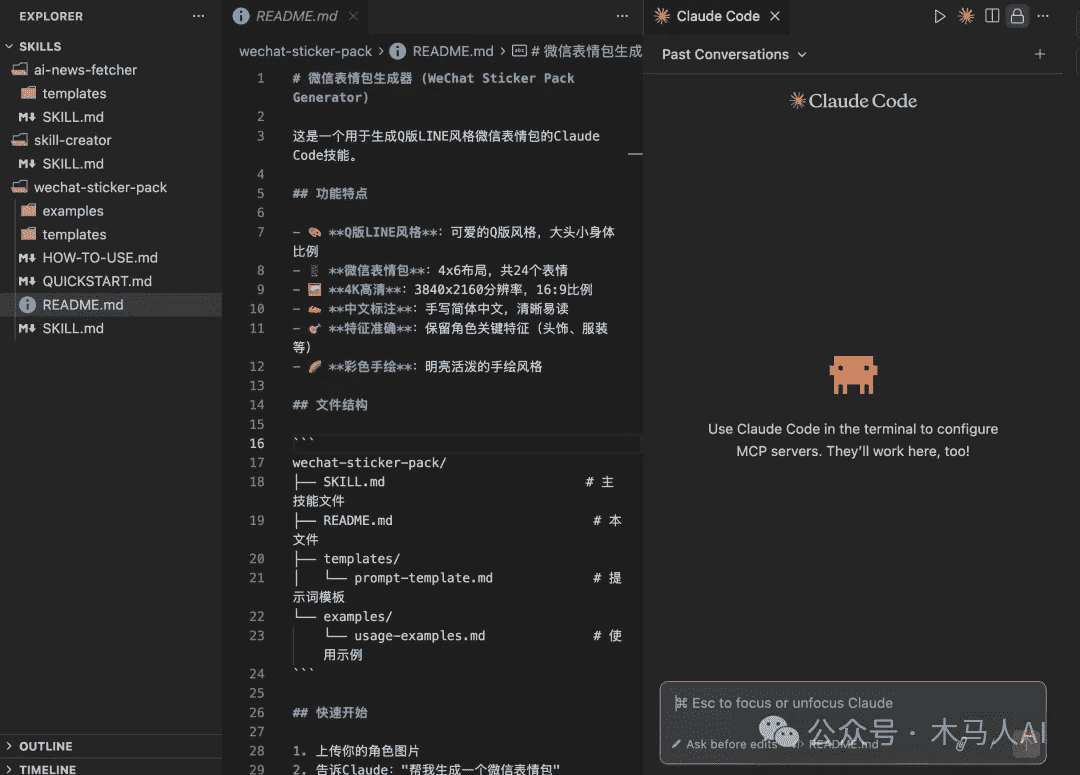 EXPLORER
SKILLS
ai-news-fetcher
templates
SKILL.md
skill-creator
SKILL.md
wechat-sticker-pack
examples
templates
HOW-TO-USE.md
QUICKSTART.md
README.md
SKILL.md
OUTLINE
TIMELINE
README.md
wechat-sticker-pack > README.md > # 微信表情包生成
1 # 微信表情包生成器 (WeChat Sticker Pack
Generator)
2
3 这是一个用于生成Q版LINE风格微信表情包的Claude
Code技能。
4
5 ## 功能特点
6
7 - 🎨 **Q版LINE风格**: 可爱的Q版风格，大头小身体
比例
8 - **微信表情包**: 4x6布局，共24个表情
9 - **4K高清**: 3840x2160分辨率，16:9比例
10 - **中文标注**: 手写简体中文，清晰易读
11 - **特征准确**: 保留角色关键特征（头饰、服装
等）
12 - **彩色手绘**: 明亮活泼的手绘风格
13
14 ## 文件结构
15
16 ```
17 wechat-sticker-pack/
18 ├── SKILL.md # 主
技能文件
19 ├── README.md # 本
文件
20 ├── templates/
21 │   └── prompt-template.md # 提
示词模板
22 └── examples/
23     └── usage-examples.md # 使
用示例
24 ```
25
26 ## 快速开始
27
28 1. 上传你的角色图片
29 2. 告诉Claude: "帮我生成一个微信表情包"
Claude Code
Past Conversations
Claude Code
Use Claude Code in the terminal to configure
MCP servers. They'll work here, too!
⌘ Esc to focus or unfocus Claude
Ask before edits
README.md
公众号 · 木马人AI